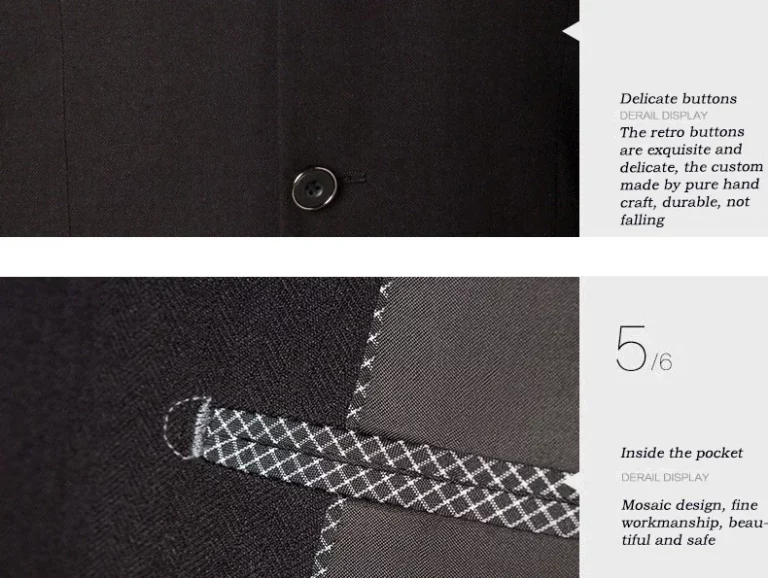 Delicate buttons
DERAIL DISPLAY
The retro buttons
are exquisite and
delicate, the custom
made by pure hand
craft, durable, not
falling
5/6
Inside the pocket
DERAIL DISPLAY
Mosaic design, fine
workmanship, beau-
tiful and safe